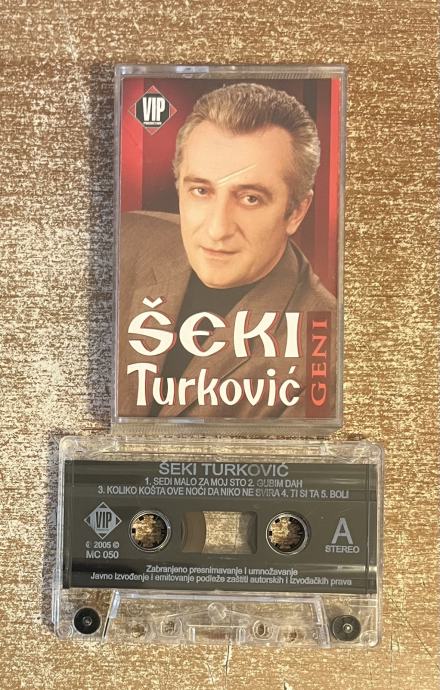 VIP
PRODUCTION
ŠEKI
Turković
GENI
ŠEKI TURKOVIĆ
1. SEDI MALO ZA MOJ STO 2. GUBIM DAH
3. KOLIKO KOŠTA OVE NOĆI DA NIKO NE SVIRA 4. TI SI TA 5. BOLI
VIP
℗ 2005 ©
MC 050
A
STEREO
Zabranjeno presnimavanje i umnožavanje
Javno izvođenje i emitovanje podleže zaštiti autorskih i izvođačkih prava